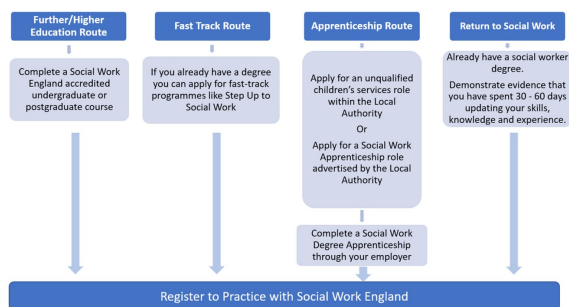 Further/Higher
Education Route
Complete a Social Work
England accredited
undergraduate or
postgraduate course
Fast Track Route
If you already have a degree
you can apply for fast-track
programmes like Step Up to
Social Work
Apprenticeship Route
Apply for an unqualified
children's services role
within the Local
Authority
Or
Apply for a Social Work
Apprenticeship role
advertised by the Local
Authority
Complete a Social Work
Degree Apprenticeship
through your employer
Return to Social Work
Already have a social worker
degree.
Demonstrate evidence that
you have spent 30 - 60 days
updating your skills,
knowledge and experience.
Register to Practice with Social Work England